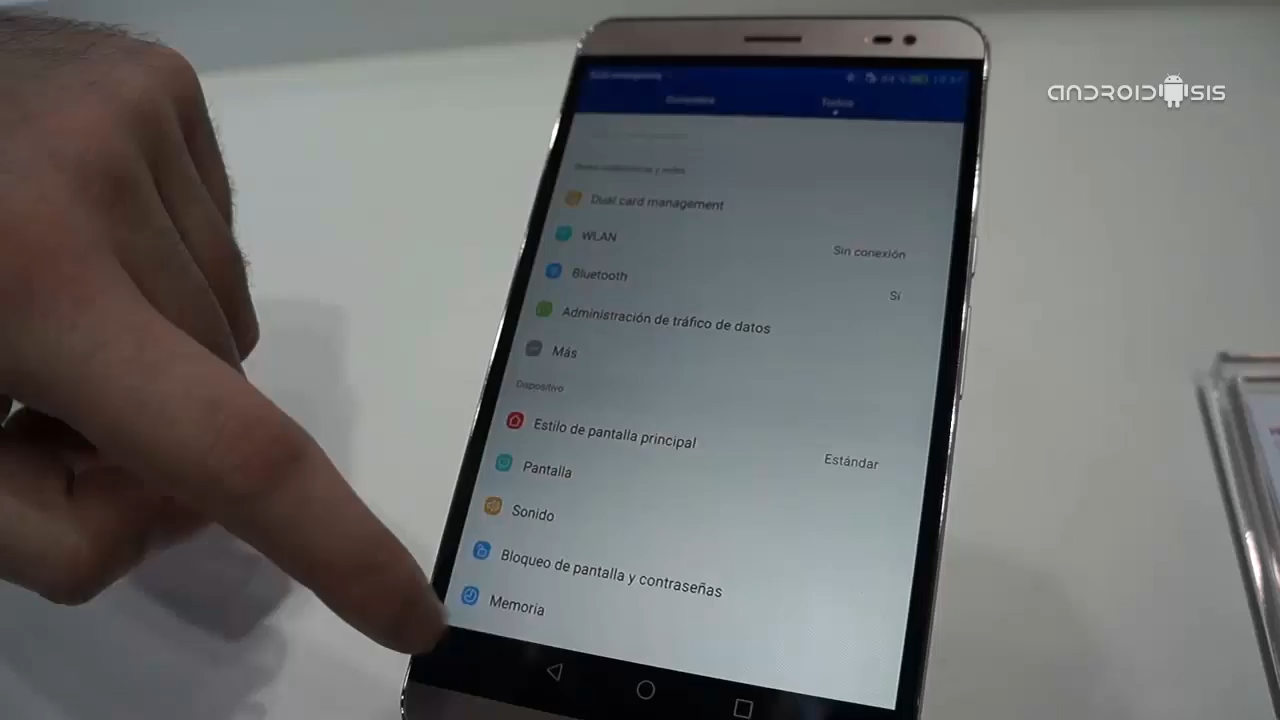 ANDROIDSIS
Todos
Dual card management
WLAN
Sin conexión
Bluetooth
Sí
Administración de tráfico de datos
Más
Dispositivo
Estilo de pantalla principal
Estándar
Pantalla
Sonido
Bloqueo de pantalla y contraseñas
Memoria